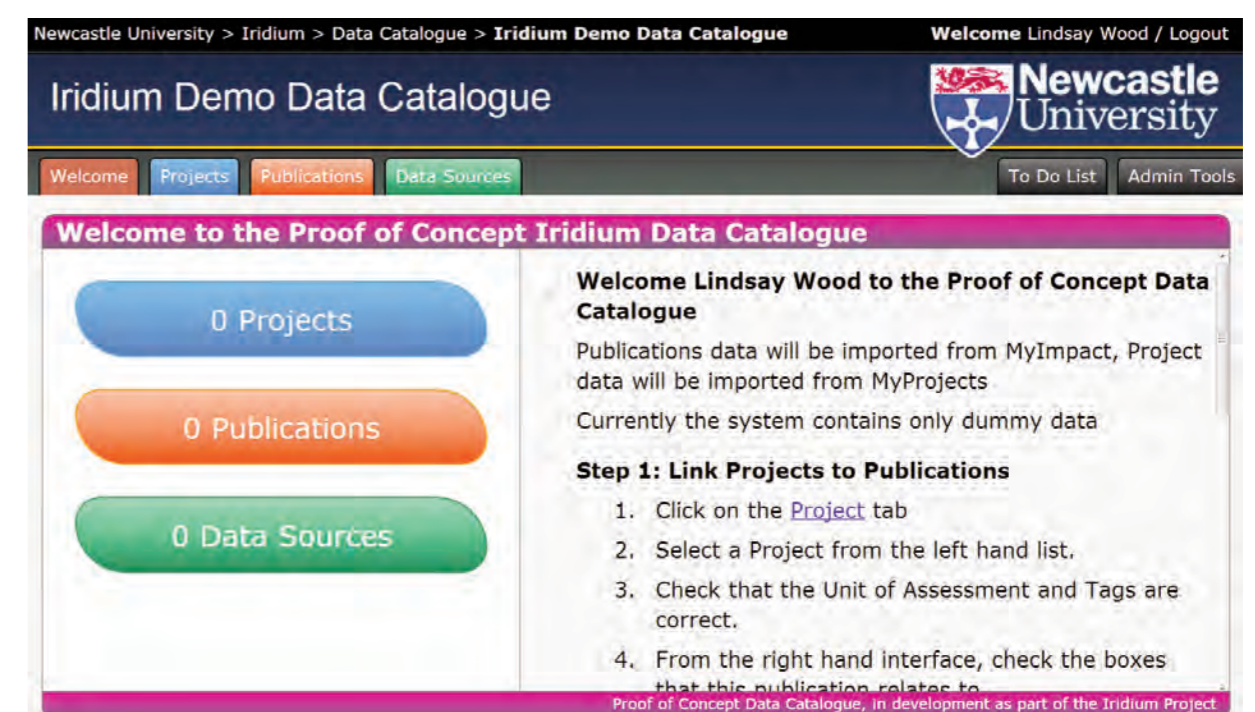 Newcastle University > Iridium > Data Catalogue > Iridium Demo Data Catalogue
Welcome Lindsay Wood / Logout
Iridium Demo Data Catalogue
Newcastle
University
Welcome
Projects
Publications
Data Sources
To Do List
Admin Tools
Welcome to the Proof of Concept Iridium Data Catalogue
0 Projects
0 Publications
0 Data Sources
Welcome Lindsay Wood to the Proof of Concept Data
Catalogue
Publications data will be imported from MyImpact, Project
data will be imported from MyProjects
Currently the system contains only dummy data
Step 1: Link Projects to Publications
1. Click on the Project tab
2. Select a Project from the left hand list.
3. Check that the Unit of Assessment and Tags are
correct.
4. From the right hand interface, check the boxes
that this publication relates to
Proof of Concept Data Catalogue, in development as part of the Iridium Project